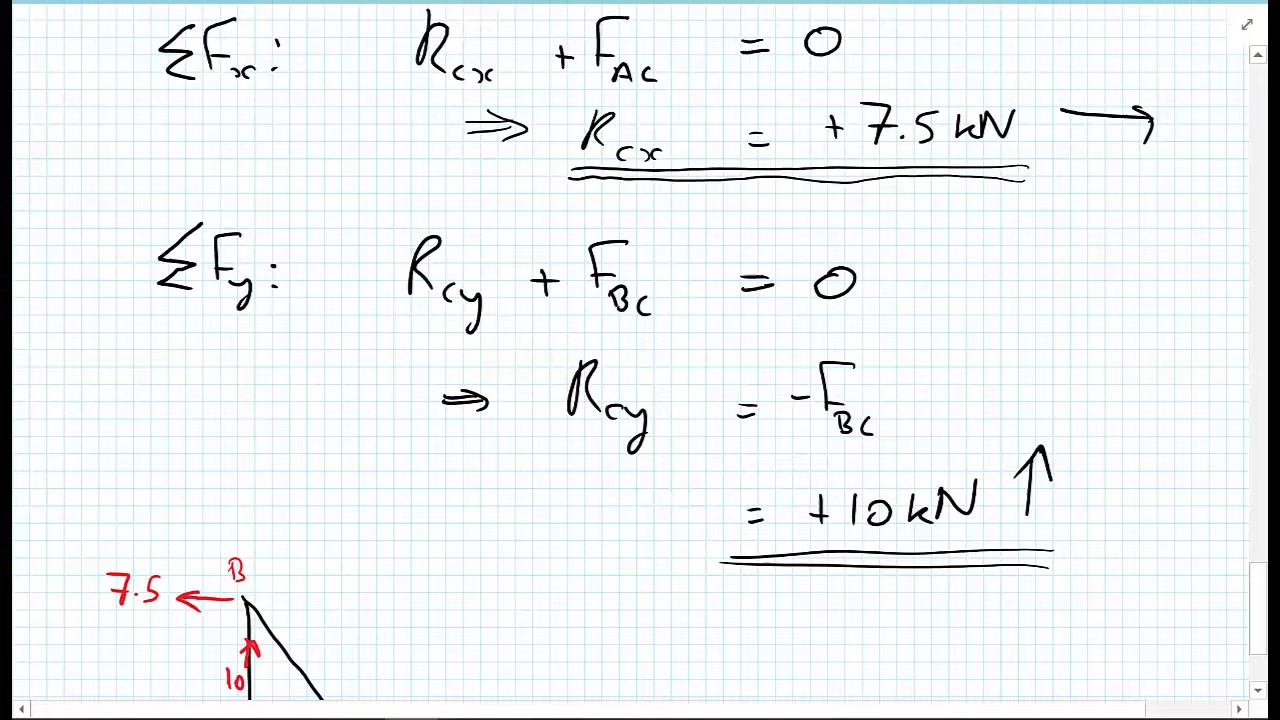 ΣFx: Rcx + FAC = 0
⇒ Rcx = +7.5 kN →
ΣFy: Rcy + FBC = 0
⇒ Rcy = -FBC
= +10 kN ↑
B
7.5
10